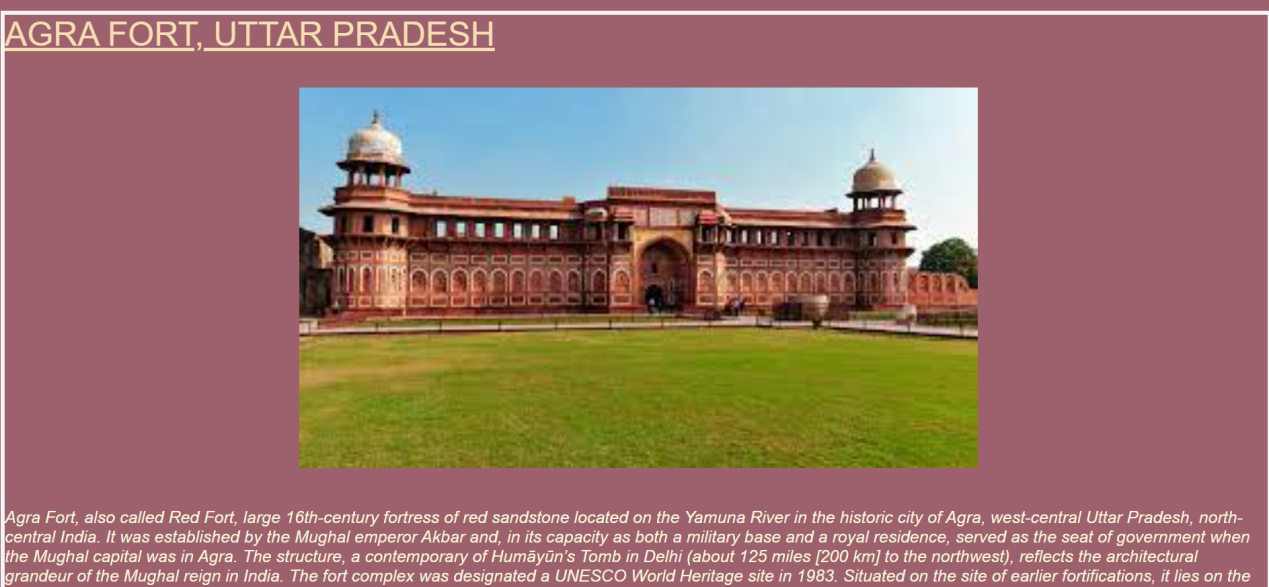 AGRA FORT, UTTAR PRADESH
Agra Fort, also called Red Fort, large 16th-century fortress of red sandstone located on the Yamuna River in the historic city of Agra, west-central Uttar Pradesh, north-
central India. It was established by the Mughal emperor Akbar and, in its capacity as both a military base and a royal residence, served as the seat of government when
the Mughal capital was in Agra. The structure, a contemporary of Humāyūn's Tomb in Delhi (about 125 miles [200 km] to the northwest), reflects the architectural
grandeur of the Mughal reign in India. The fort complex was designated a UNESCO World Heritage site in 1983. Situated on the site of earlier fortifications, it lies on the